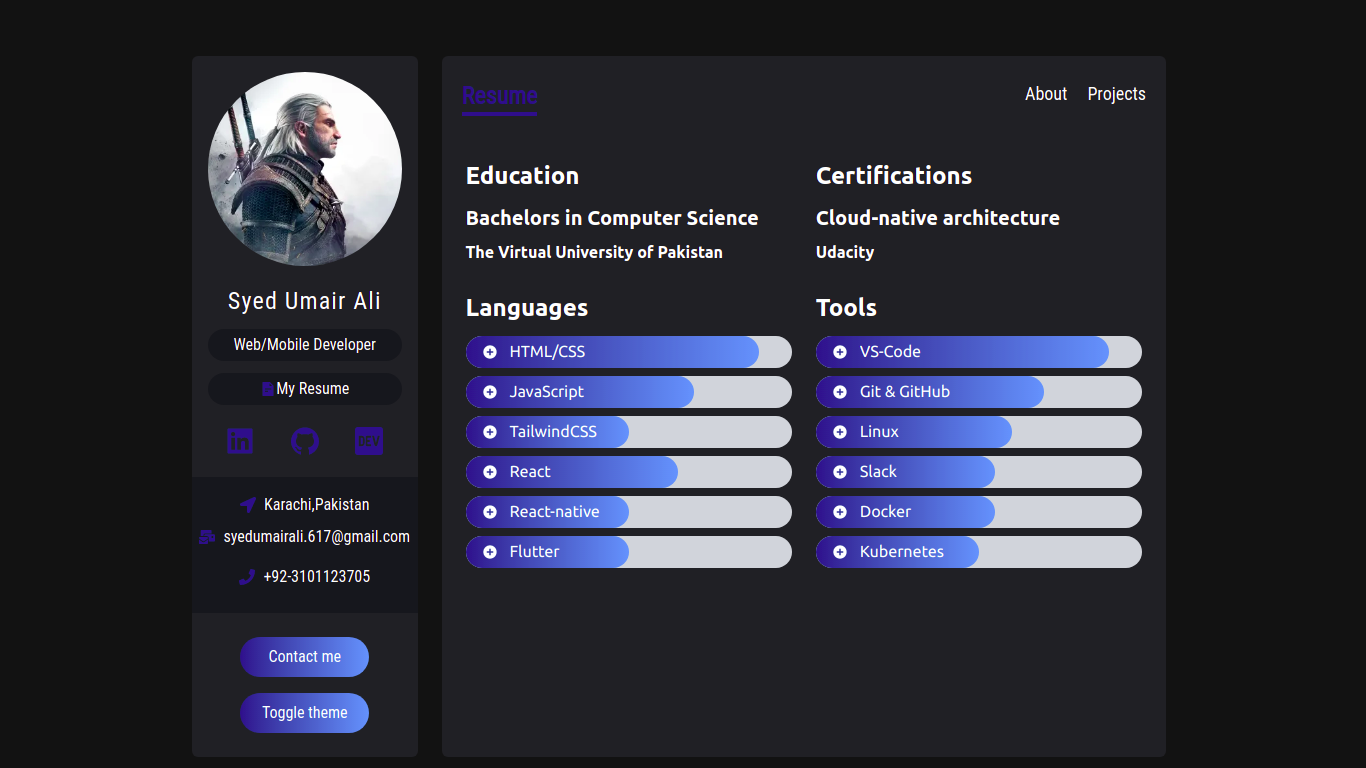 Syed Umair Ali
Web/Mobile Developer
My Resume
in
DEV
Karachi,Pakistan
syedumairali.617@gmail.com
+92-3101123705
Contact me
Toggle theme
Resume
About
Projects
Education
Bachelors in Computer Science
The Virtual University of Pakistan
Certifications
Cloud-native architecture
Udacity
Languages
HTML/CSS
JavaScript
TailwindCSS
React
React-native
Flutter
Tools
VS-Code
Git & GitHub
Linux
Slack
Docker
Kubernetes